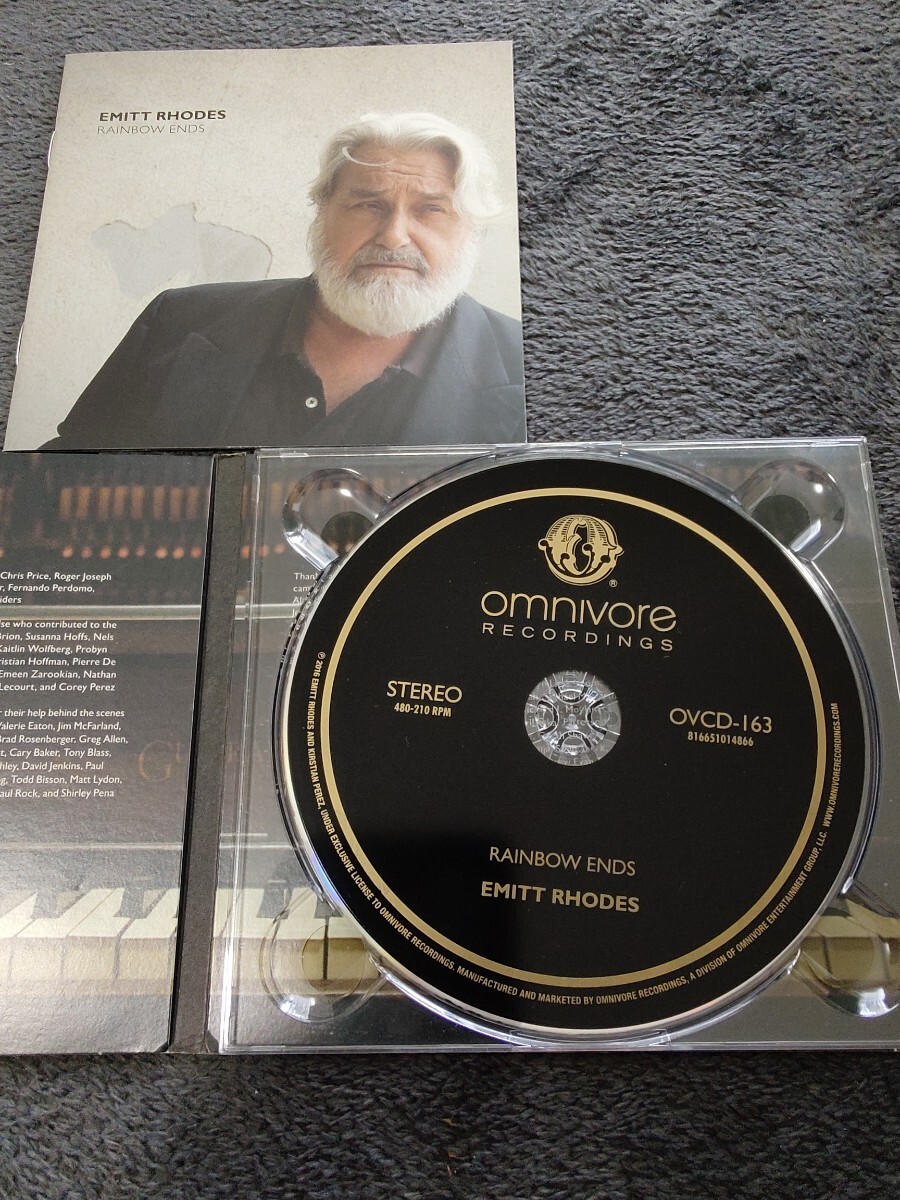 EMITT RHODES
RAINBOW ENDS
Chris Price, Roger Joseph
r, Fernando Perdomo,
iders
se who contributed to the
Brion, Susanna Hoffs, Nels
Kaitlin Wolfberg, Probyn
ristian Hoffman, Pierre De
Emeen Zarookian, Nathan
Lecourt, and Corey Perez
r their help behind the scenes
Valerie Eaton, Jim McFarland,
Brad Rosenberg, Greg Allen,
t, Cary Baker, Tony Blass,
hley, David Jenkins, Paul
g, Todd Bisson, Matt Lydon,
aul Rock, and Shirley Pena
Than
cam
Al
®
omnivore
RECORDINGS
STEREO
480-210 RPM
OVCD-163
816651014866
RAINBOW ENDS
EMITT RHODES
℗2016 EMITT RHODES AND KIRSTIAN PEREZ, UNDER EXCLUSIVE LICENSE TO OMNIVORE RECORDINGS. MANUFACTURED AND MARKETED BY OMNIVORE RECORDINGS, A DIVISION OF OMNIVORE ENTERTAINMENT GROUP, LLC. WWW.OMNIVORERECORDINGS.COM